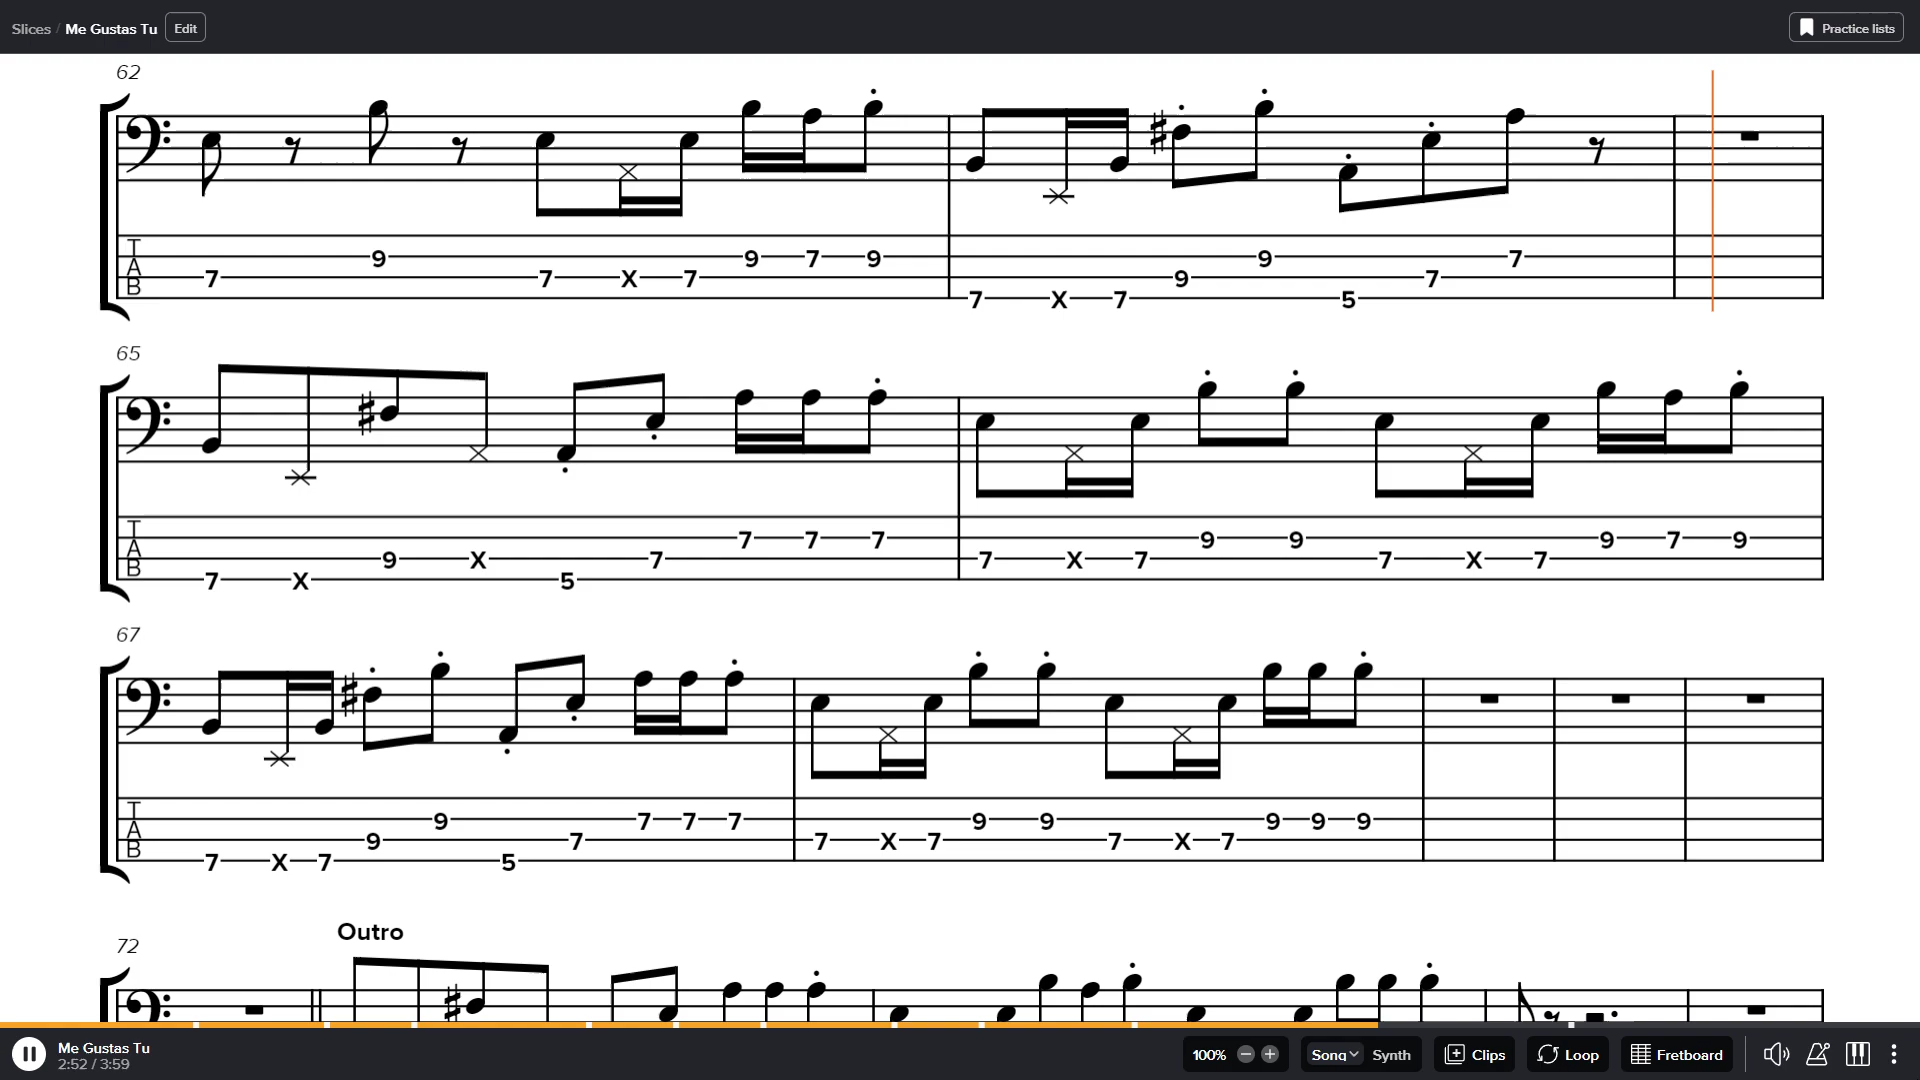 Slices / Me Gustas Tu Edit Practice lists
62
T A B 7 9 7 X 7 9 7 9 7 X 7 9 9 5 7 7
65
T A B 7 X 9 X 5 7 7 7 7 7 X 7 9 9 7 X 7 9 7 9
67
T A B 7 X 7 9 9 5 7 7 7 7 7 X 7 9 9 7 X 7 9 9 9
Outro
72
Me Gustas Tu
2:52 / 3:59
100% Song Synth Clips Loop Fretboard